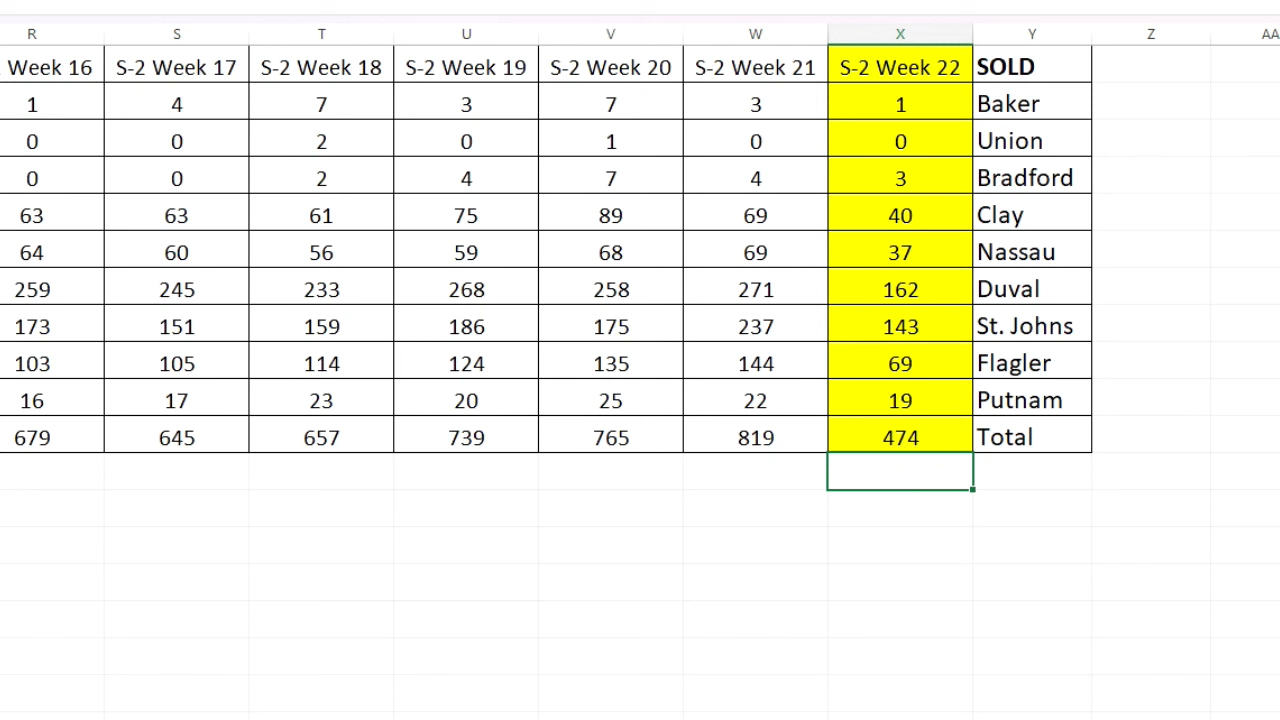 R S T U V W X Y Z AA
Week 16 S-2 Week 17 S-2 Week 18 S-2 Week 19 S-2 Week 20 S-2 Week 21 S-2 Week 22 SOLD
1 4 7 3 7 3 1 Baker
0 0 2 0 1 0 0 Union
0 0 2 4 7 4 3 Bradford
63 63 61 75 89 69 40 Clay
64 60 56 59 68 69 37 Nassau
259 245 233 268 258 271 162 Duval
173 151 159 186 175 237 143 St. Johns
103 105 114 124 135 144 69 Flagler
16 17 23 20 25 22 19 Putnam
679 645 657 739 765 819 474 Total